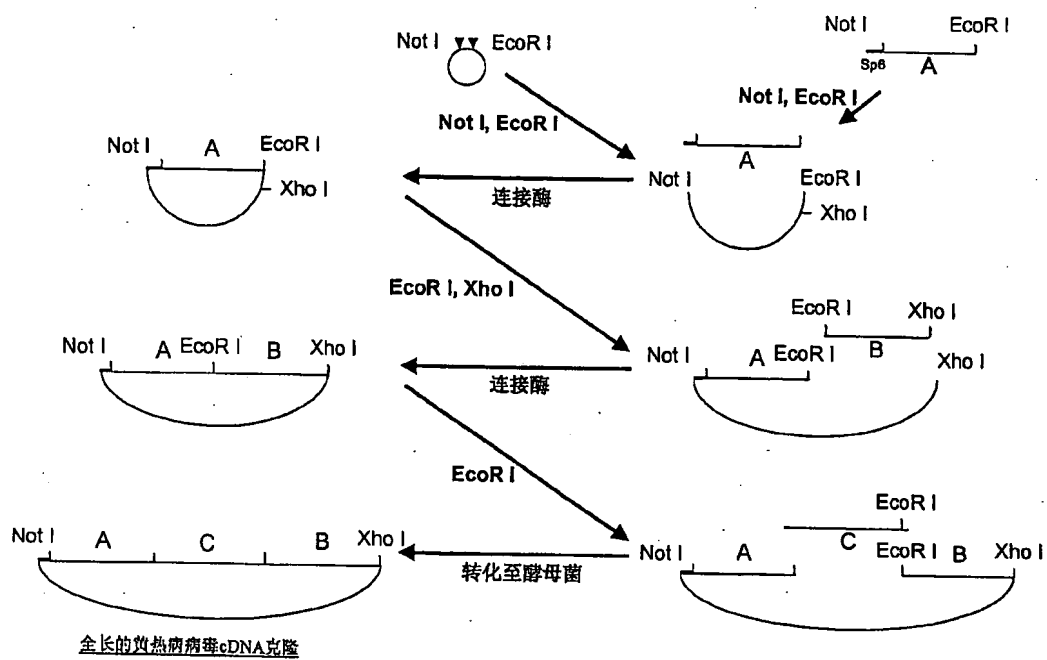 Not I EcoR I
Not I EcoR I
Sp6 A
Not I, EcoR I
Not I, EcoR I
Not I A EcoR I
Xho I
连接酶
A
Not I EcoR I
Xho I
EcoR I, Xho I
EcoR I Xho I
B
Not I A EcoR I B Xho I
连接酶
Not I A EcoR I Xho I
EcoR I
EcoR I
C
Not I A C B Xho I
转化至酵母菌
Not I A EcoR I B Xho I
全长的黄热病病毒cDNA克隆